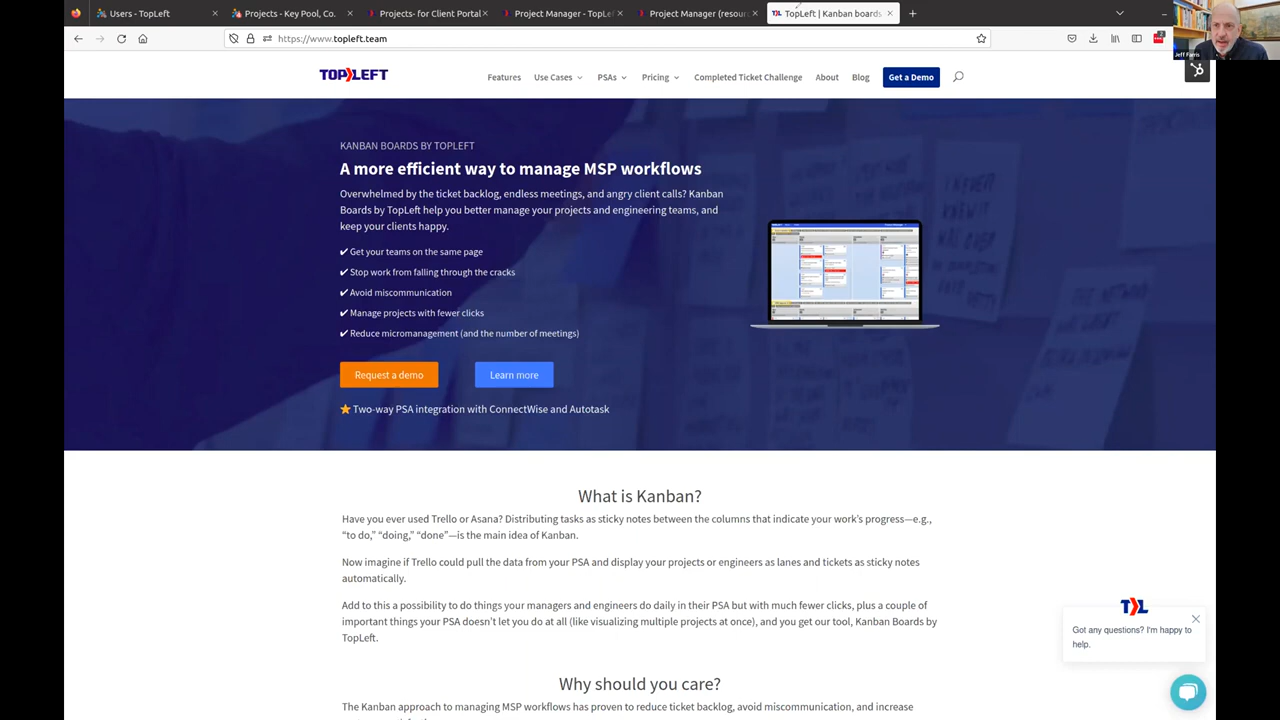 Users - TopLeft
Projects - Key Pool, Co.
Projects- for Client Portal
Project Manager - TopLef
Project Manager (resourc
TopLeft | Kanban boards
https://www.topleft.team
2
Jeff Farris
TOPLEFT
Features
Use Cases
PSAs
Pricing
Completed Ticket Challenge
About
Blog
Get a Demo
KANBAN BOARDS BY TOPLEFT
A more efficient way to manage MSP workflows
Overwhelmed by the ticket backlog, endless meetings, and angry client calls? Kanban
Boards by TopLeft help you better manage your projects and engineering teams, and
keep your clients happy.
✔ Get your teams on the same page
✔ Stop work from falling through the cracks
✔ Avoid miscommunication
✔ Manage projects with fewer clicks
✔ Reduce micromanagement (and the number of meetings)
Request a demo
Learn more
⭐ Two-way PSA integration with ConnectWise and Autotask
What is Kanban?
Have you ever used Trello or Asana? Distributing tasks as sticky notes between the columns that indicate your work's progress—e.g.,
“to do,” “doing,” “done”—is the main idea of Kanban.
Now imagine if Trello could pull the data from your PSA and display your projects or engineers as lanes and tickets as sticky notes
automatically.
Add to this a possibility to do things your managers and engineers do daily in their PSA but with much fewer clicks, plus a couple of
important things your PSA doesn't let you do at all (like visualizing multiple projects at once), and you get our tool, Kanban Boards by
TopLeft.
Why should you care?
The Kanban approach to managing MSP workflows has proven to reduce ticket backlog, avoid miscommunication, and increase
TL
Got any questions? I'm happy to
help.